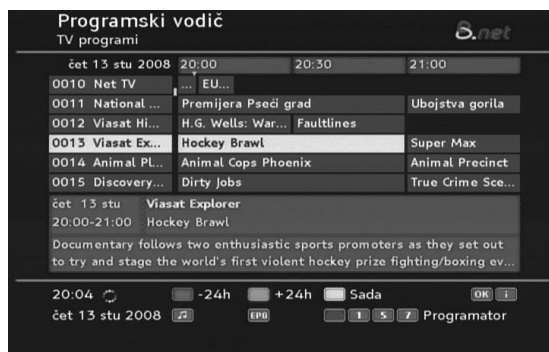 Programski vodič
TV programi
B.net
čet 13 stu 2008 20:00 20:30 21:00
0010 Net TV ... EU...
0011 National ... Premijera Pseći grad Ubojstva gorila
0012 Viasat Hi... H.G. Wells: War... Faultlines
0013 Viasat Ex... Hockey Brawl Super Max
0014 Animal Pl... Animal Cops Phoenix Animal Precinct
0015 Discovery... Dirty Jobs True Crime Sce...
čet 13 stu Viasat Explorer
20:00-21:00 Hockey Brawl
Documentary follows two enthusiastic sports promoters as they set out
to try and stage the world's first violent hockey prize fighting/boxing ev...
20:04 -24h +24h Sada OK i
čet 13 stu 2008 EPG 1 5 7 Programator